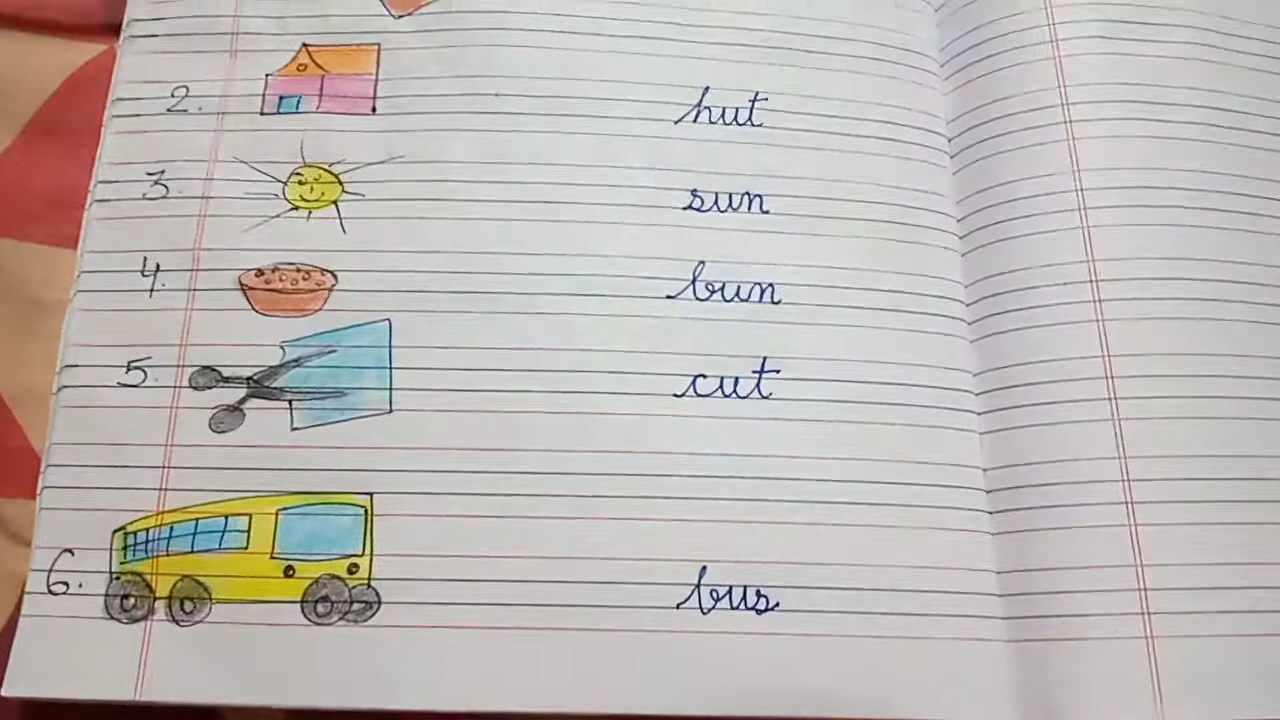 2. hut
3. sun
4. bun
5. cut
6. bus